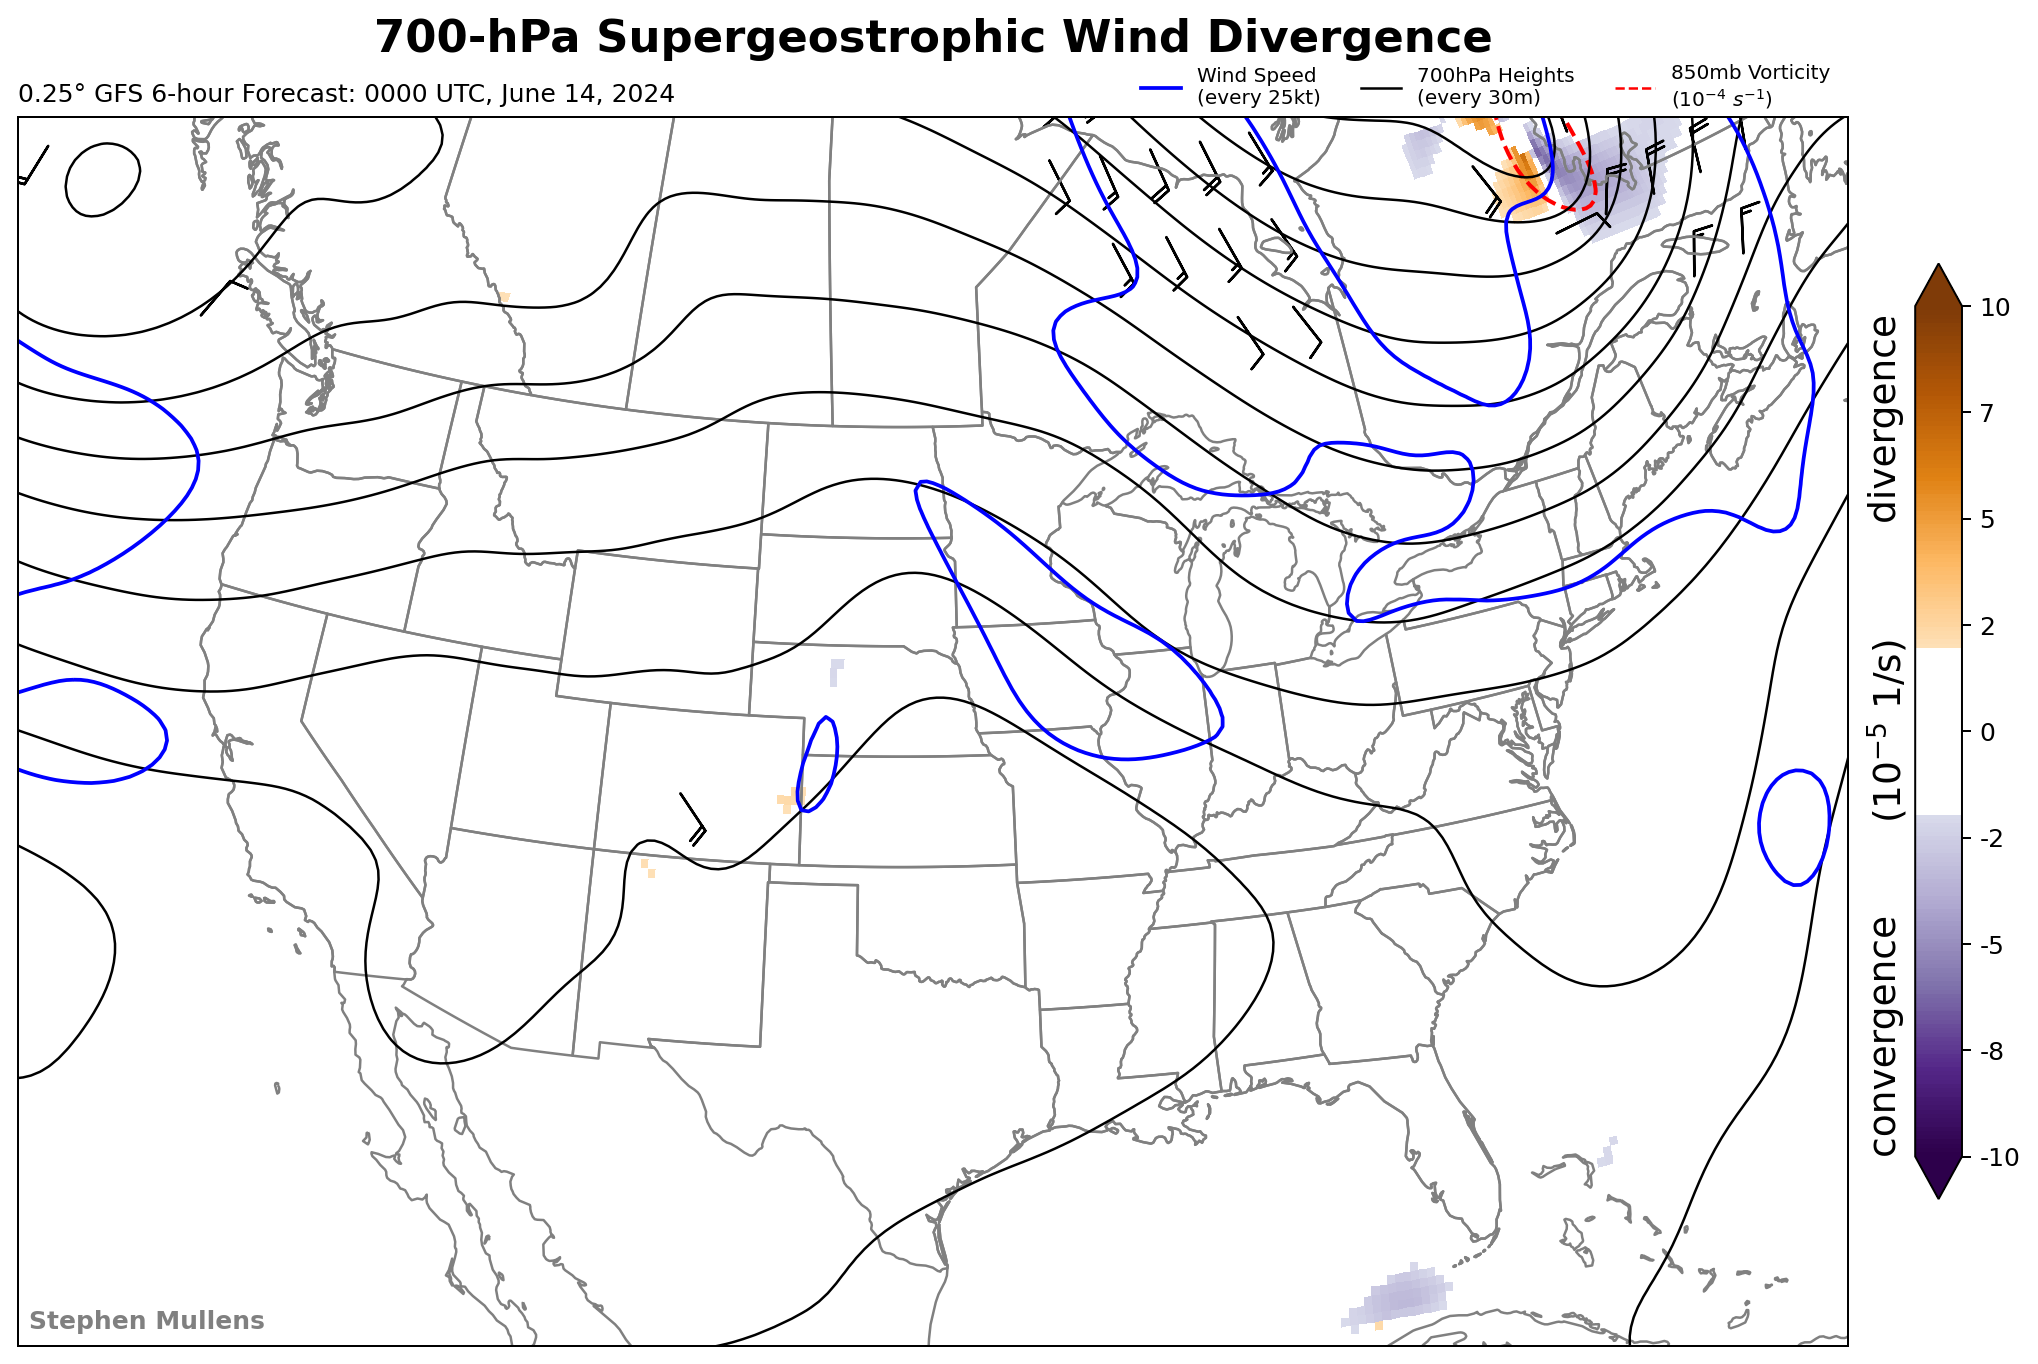 700-hPa Supergeostrophic Wind Divergence
0.25° GFS 6-hour Forecast: 0000 UTC, June 14, 2024
Wind Speed
(every 25kt)
700hPa Heights
(every 30m)
850mb Vorticity
(10⁻⁴ s⁻¹)
10
7
5
2
0
-2
-5
-8
-10
convergence (10⁻⁵ 1/s) divergence
Stephen Mullens